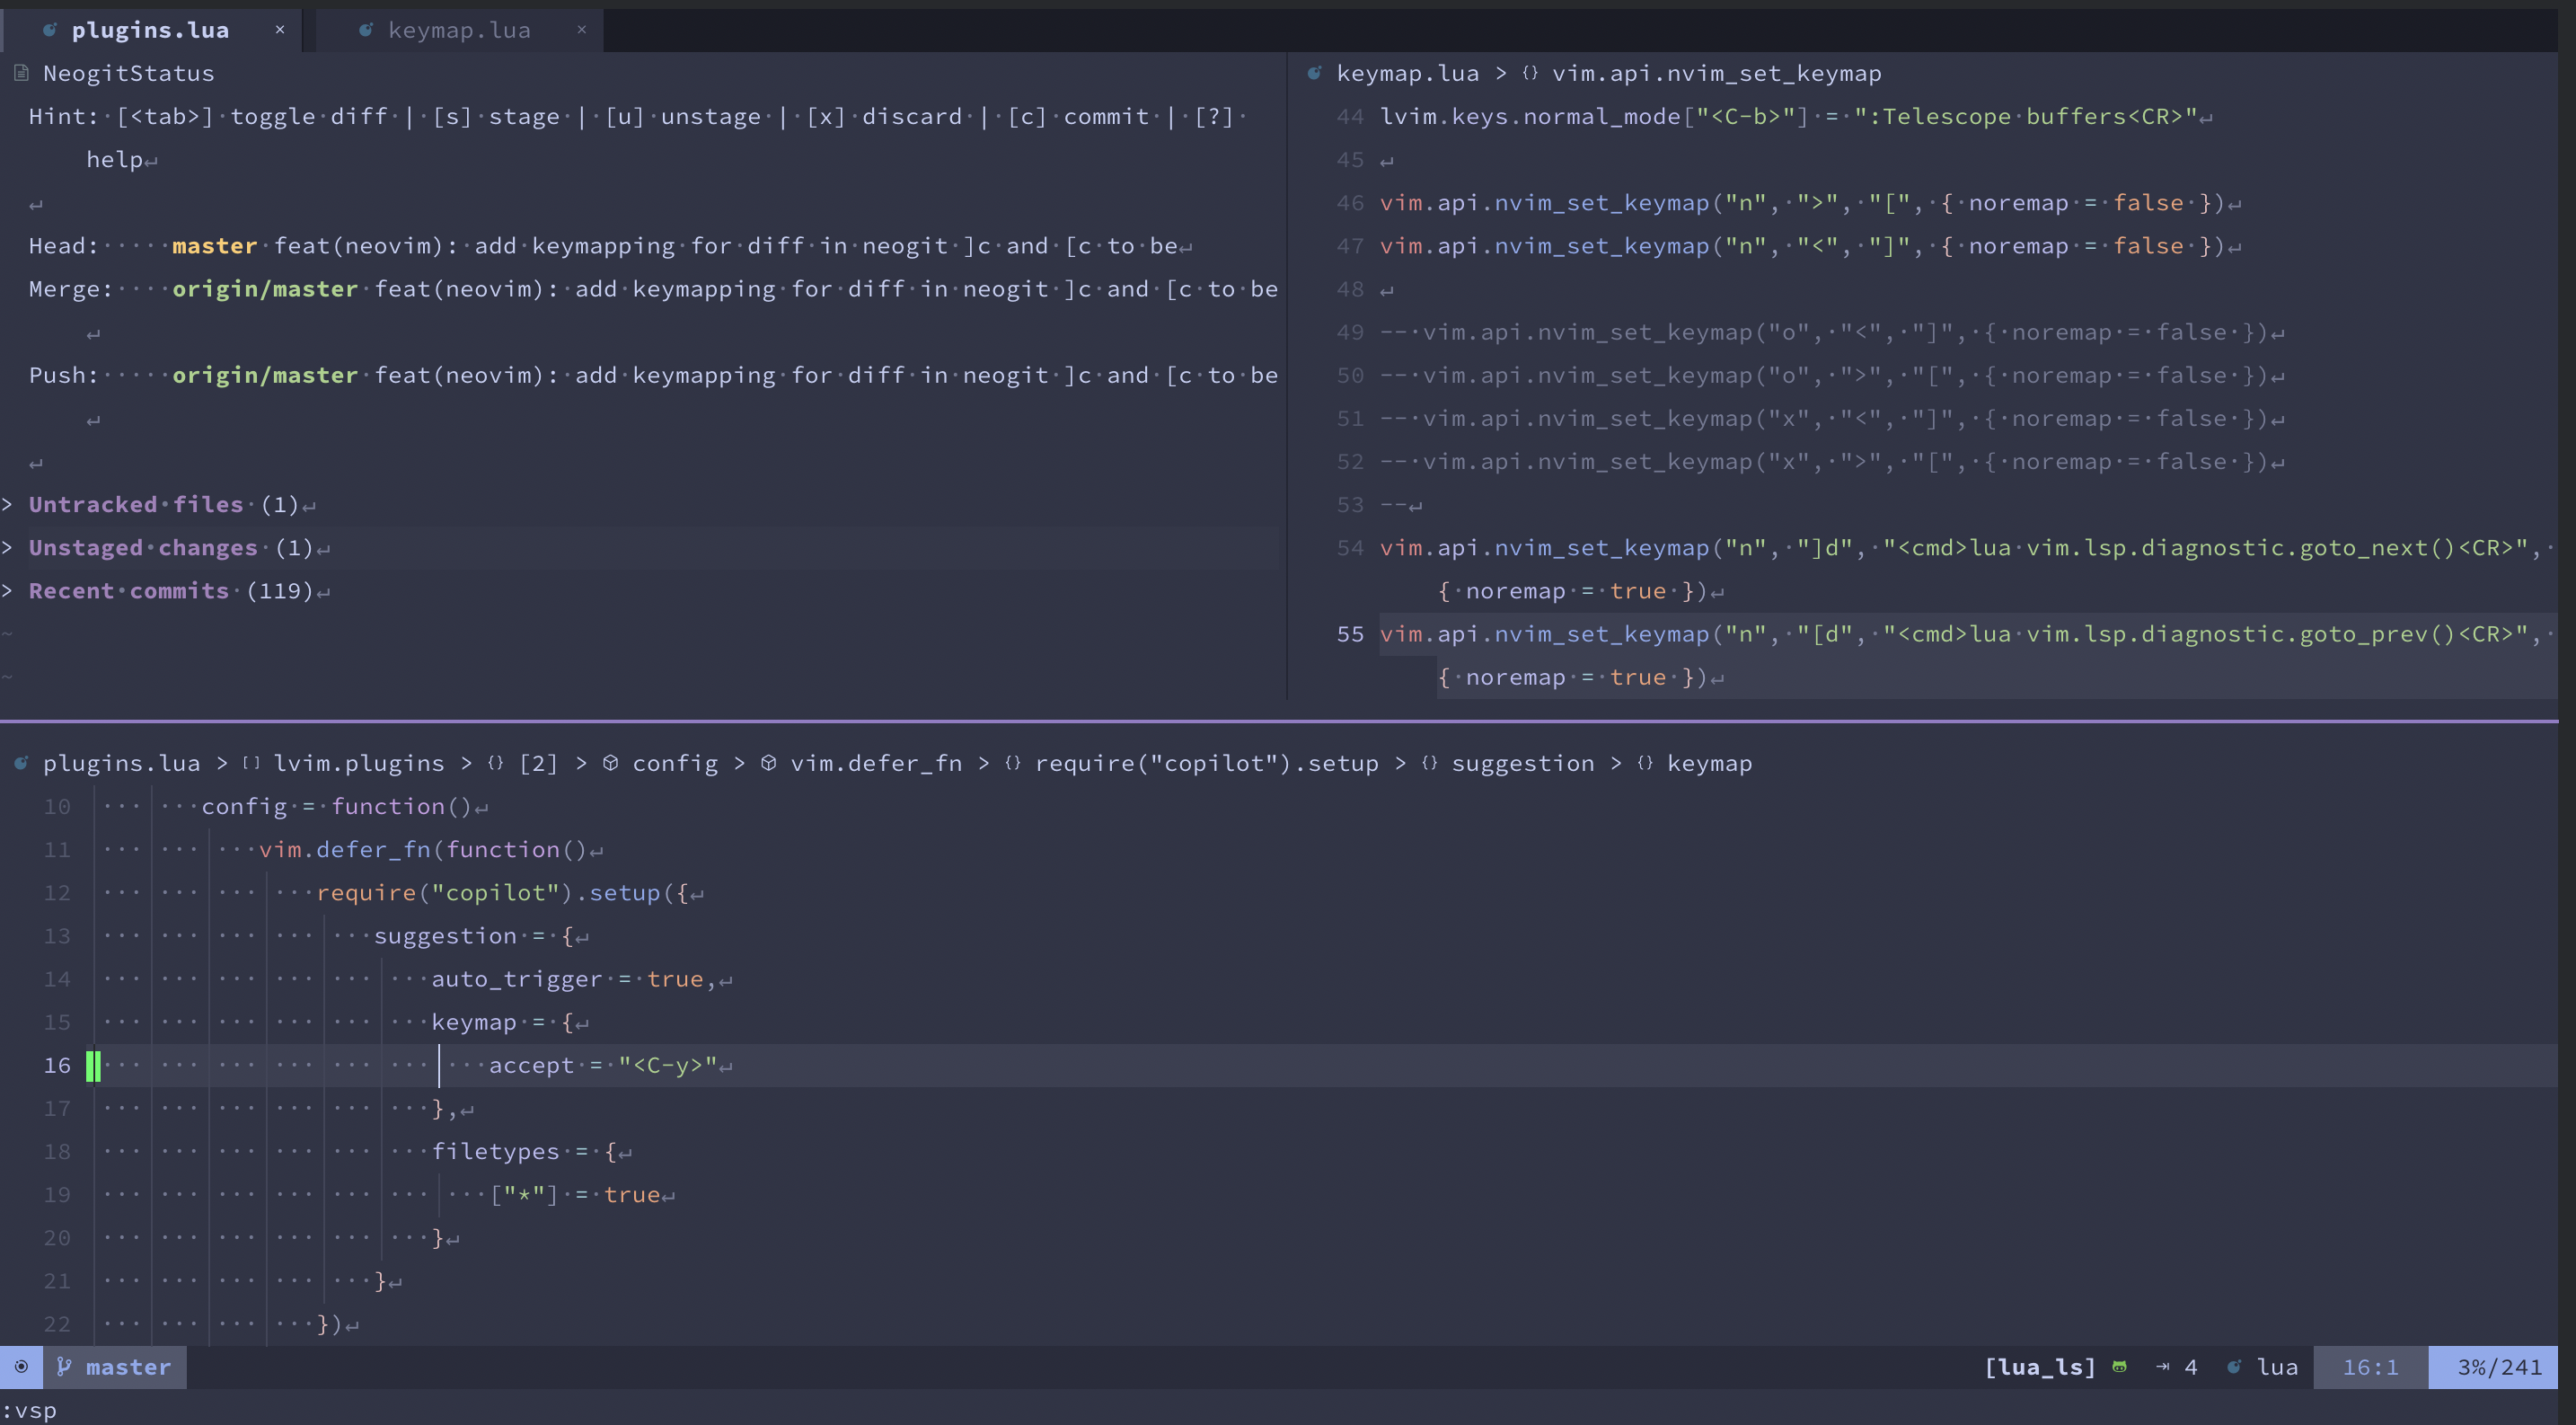 plugins.lua × keymap.lua ×
NeogitStatus
Hint: [<tab>] toggle diff | [s] stage | [u] unstage | [x] discard | [c] commit | [?]
help↵
↵
Head: master feat(neovim): add keymapping for diff in neogit ]c and [c to be↵
Merge: origin/master feat(neovim): add keymapping for diff in neogit ]c and [c to be
↵
Push: origin/master feat(neovim): add keymapping for diff in neogit ]c and [c to be
↵
↵
> Untracked files (1)↵
> Unstaged changes (1)↵
> Recent commits (119)↵
~
~
keymap.lua > {} vim.api.nvim_set_keymap
44 lvim.keys.normal_mode["<C-b>"] = ":Telescope buffers<CR>"↵
45 ↵
46 vim.api.nvim_set_keymap("n", ">", "[", { noremap = false })↵
47 vim.api.nvim_set_keymap("n", "<", "]", { noremap = false })↵
48 ↵
49 -- vim.api.nvim_set_keymap("o", "<", "]", { noremap = false })↵
50 -- vim.api.nvim_set_keymap("o", ">", "[", { noremap = false })↵
51 -- vim.api.nvim_set_keymap("x", "<", "]", { noremap = false })↵
52 -- vim.api.nvim_set_keymap("x", ">", "[", { noremap = false })↵
53 --↵
54 vim.api.nvim_set_keymap("n", "]d", "<cmd>lua vim.lsp.diagnostic.goto_next()<CR>",
{ noremap = true })↵
55 vim.api.nvim_set_keymap("n", "[d", "<cmd>lua vim.lsp.diagnostic.goto_prev()<CR>",
{ noremap = true })↵
plugins.lua > [] lvim.plugins > {} [2] > config > vim.defer_fn > {} require("copilot").setup > {} suggestion > {} keymap
10 config = function()↵
11 vim.defer_fn(function()↵
12 require("copilot").setup({↵
13 suggestion = {↵
14 auto_trigger = true,↵
15 keymap = {↵
16 accept = "<C-y>"↵
17 },↵
18 filetypes = {↵
19 ["*"] = true↵
20 }↵
21 }↵
22 })↵
master [lua_ls] ⇥ 4 lua 16:1 3%/241
:vsp